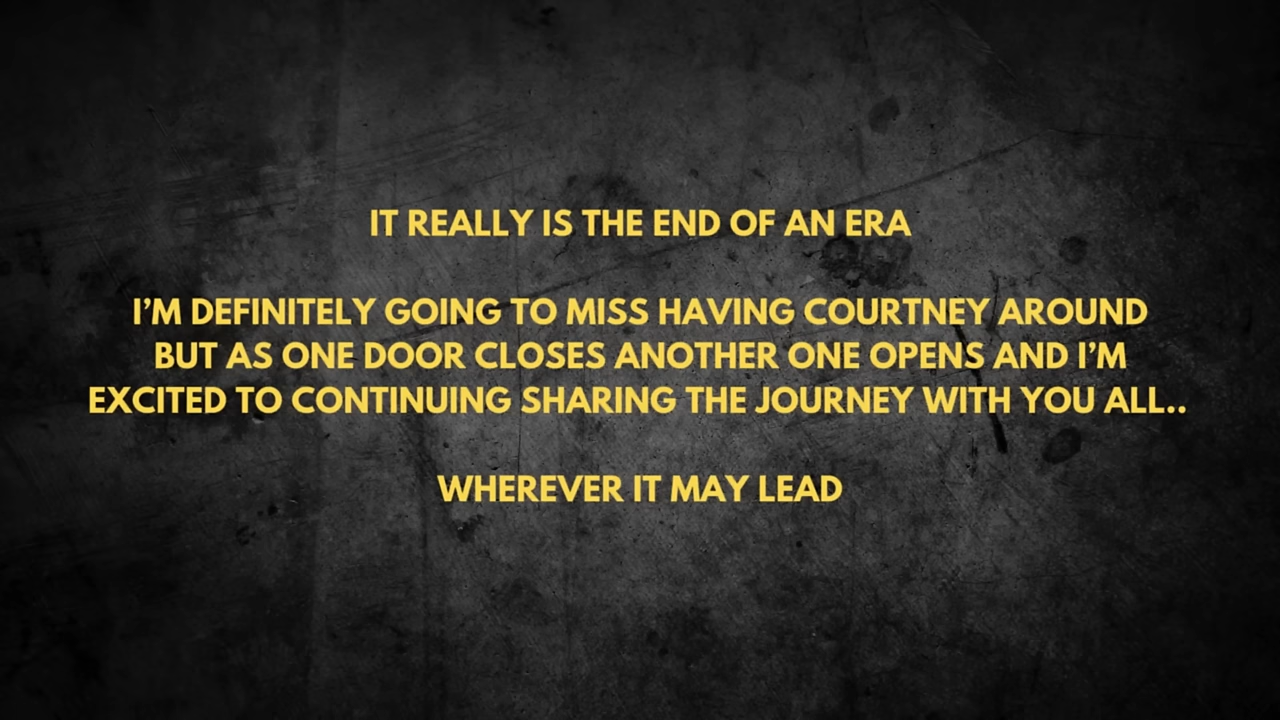 IT REALLY IS THE END OF AN ERA
I’M DEFINITELY GOING TO MISS HAVING COURTNEY AROUND
BUT AS ONE DOOR CLOSES ANOTHER ONE OPENS AND I’M
EXCITED TO CONTINUING SHARING THE JOURNEY WITH YOU ALL..
WHEREVER IT MAY LEAD